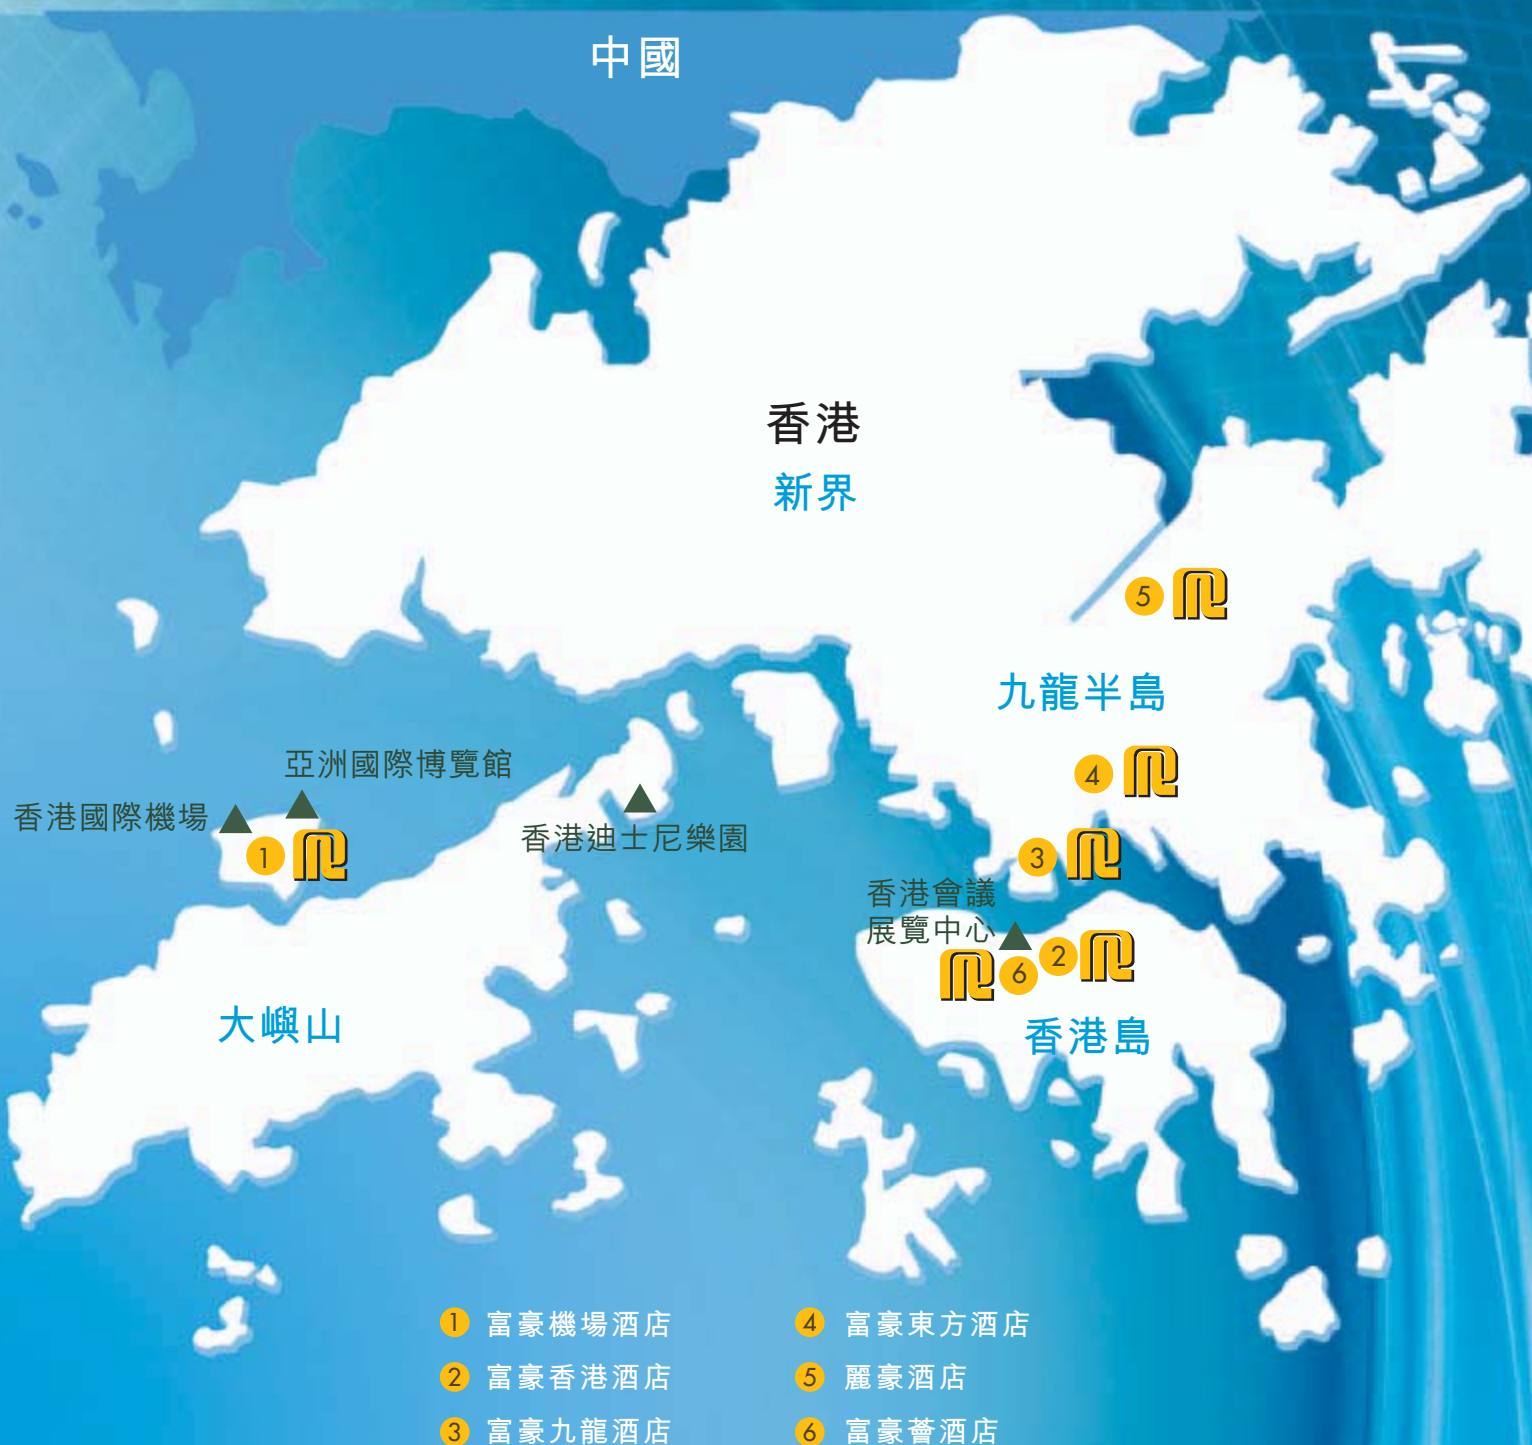 中國
香港
新界
5
九龍半島
亞洲國際博覽館
4
香港國際機場
香港迪士尼樂園
1
3
香港會議
展覽中心
2
6
大嶼山
香港島
1 富豪機場酒店
2 富豪香港酒店
3 富豪九龍酒店
4 富豪東方酒店
5 麗豪酒店
6 富豪薈酒店